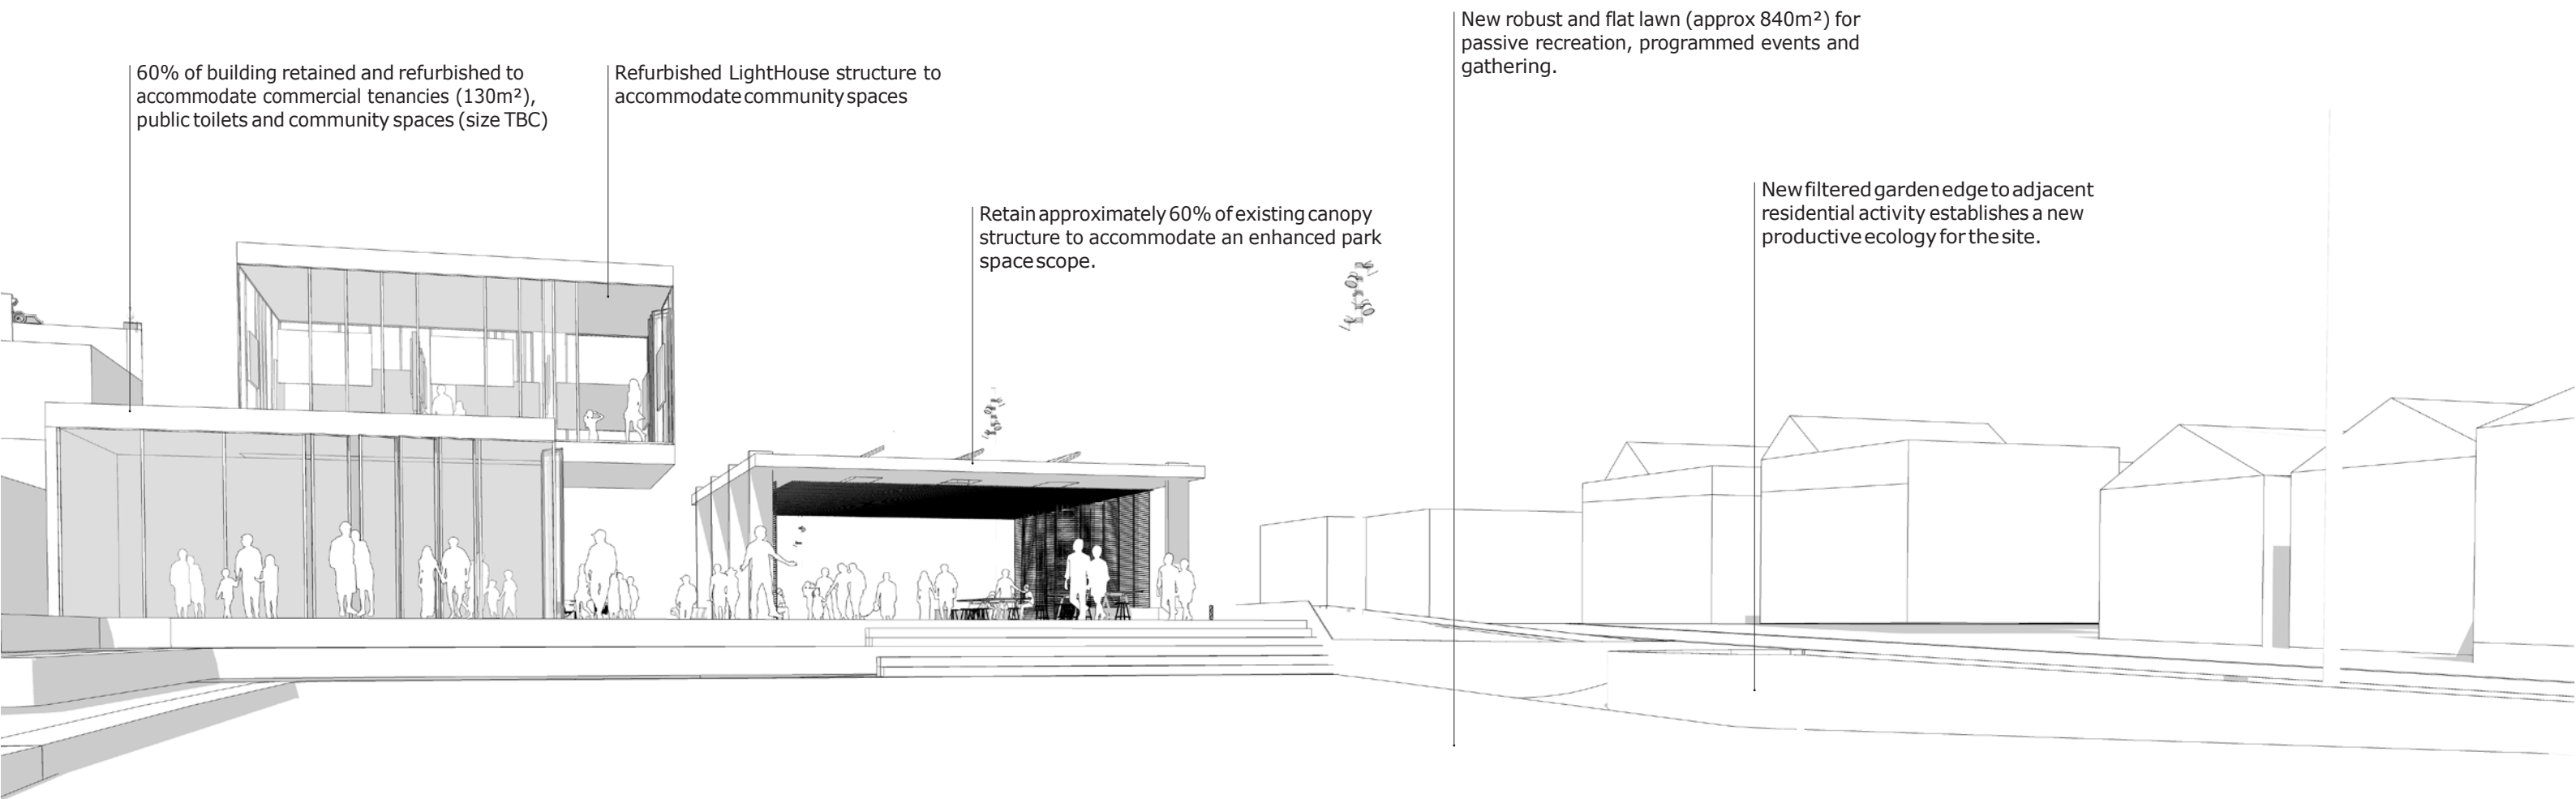 60% of building retained and refurbished to
accommodate commercial tenancies (130m²),
public toilets and community spaces (size TBC)
Refurbished LightHouse structure to
accommodate community spaces
Retain approximately 60% of existing canopy
structure to accommodate an enhanced park
space scope.
New robust and flat lawn (approx 840m²) for
passive recreation, programmed events and
gathering.
New filtered garden edge to adjacent
residential activity establishes a new
productive ecology for the site.